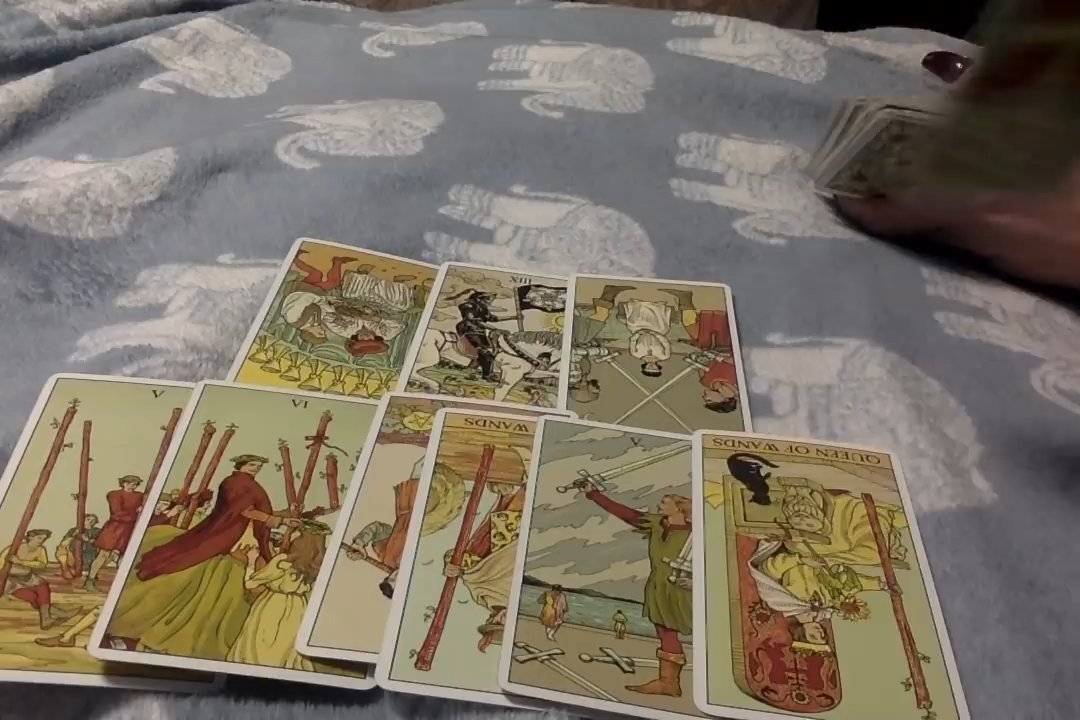 XIII
V
VI
WANDS
V
QUEEN OF WANDS